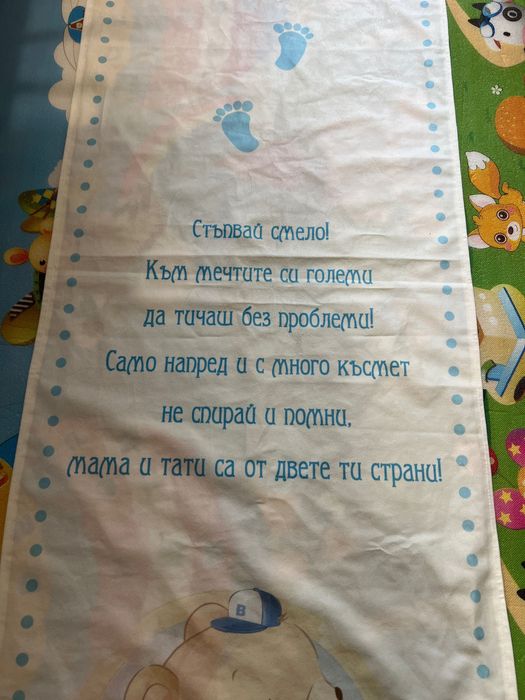 Стъпвай смело!
Към мечтите си големи
да тичаш без проблеми!
Само напред и с много късмет
не спирай и помни,
мама и тати са от двете ти страни!
B